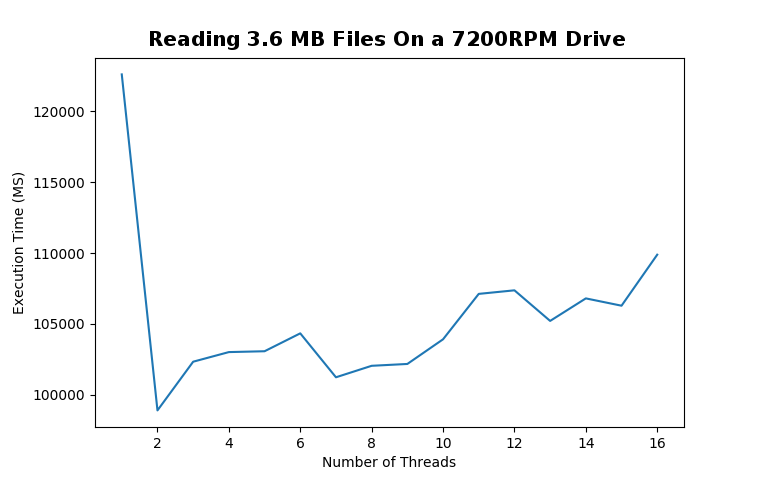 Reading 3.6 MB Files On a 7200RPM Drive
Execution Time (MS)
120000
115000
110000
105000
100000
2 4 6 8 10 12 14 16
Number of Threads